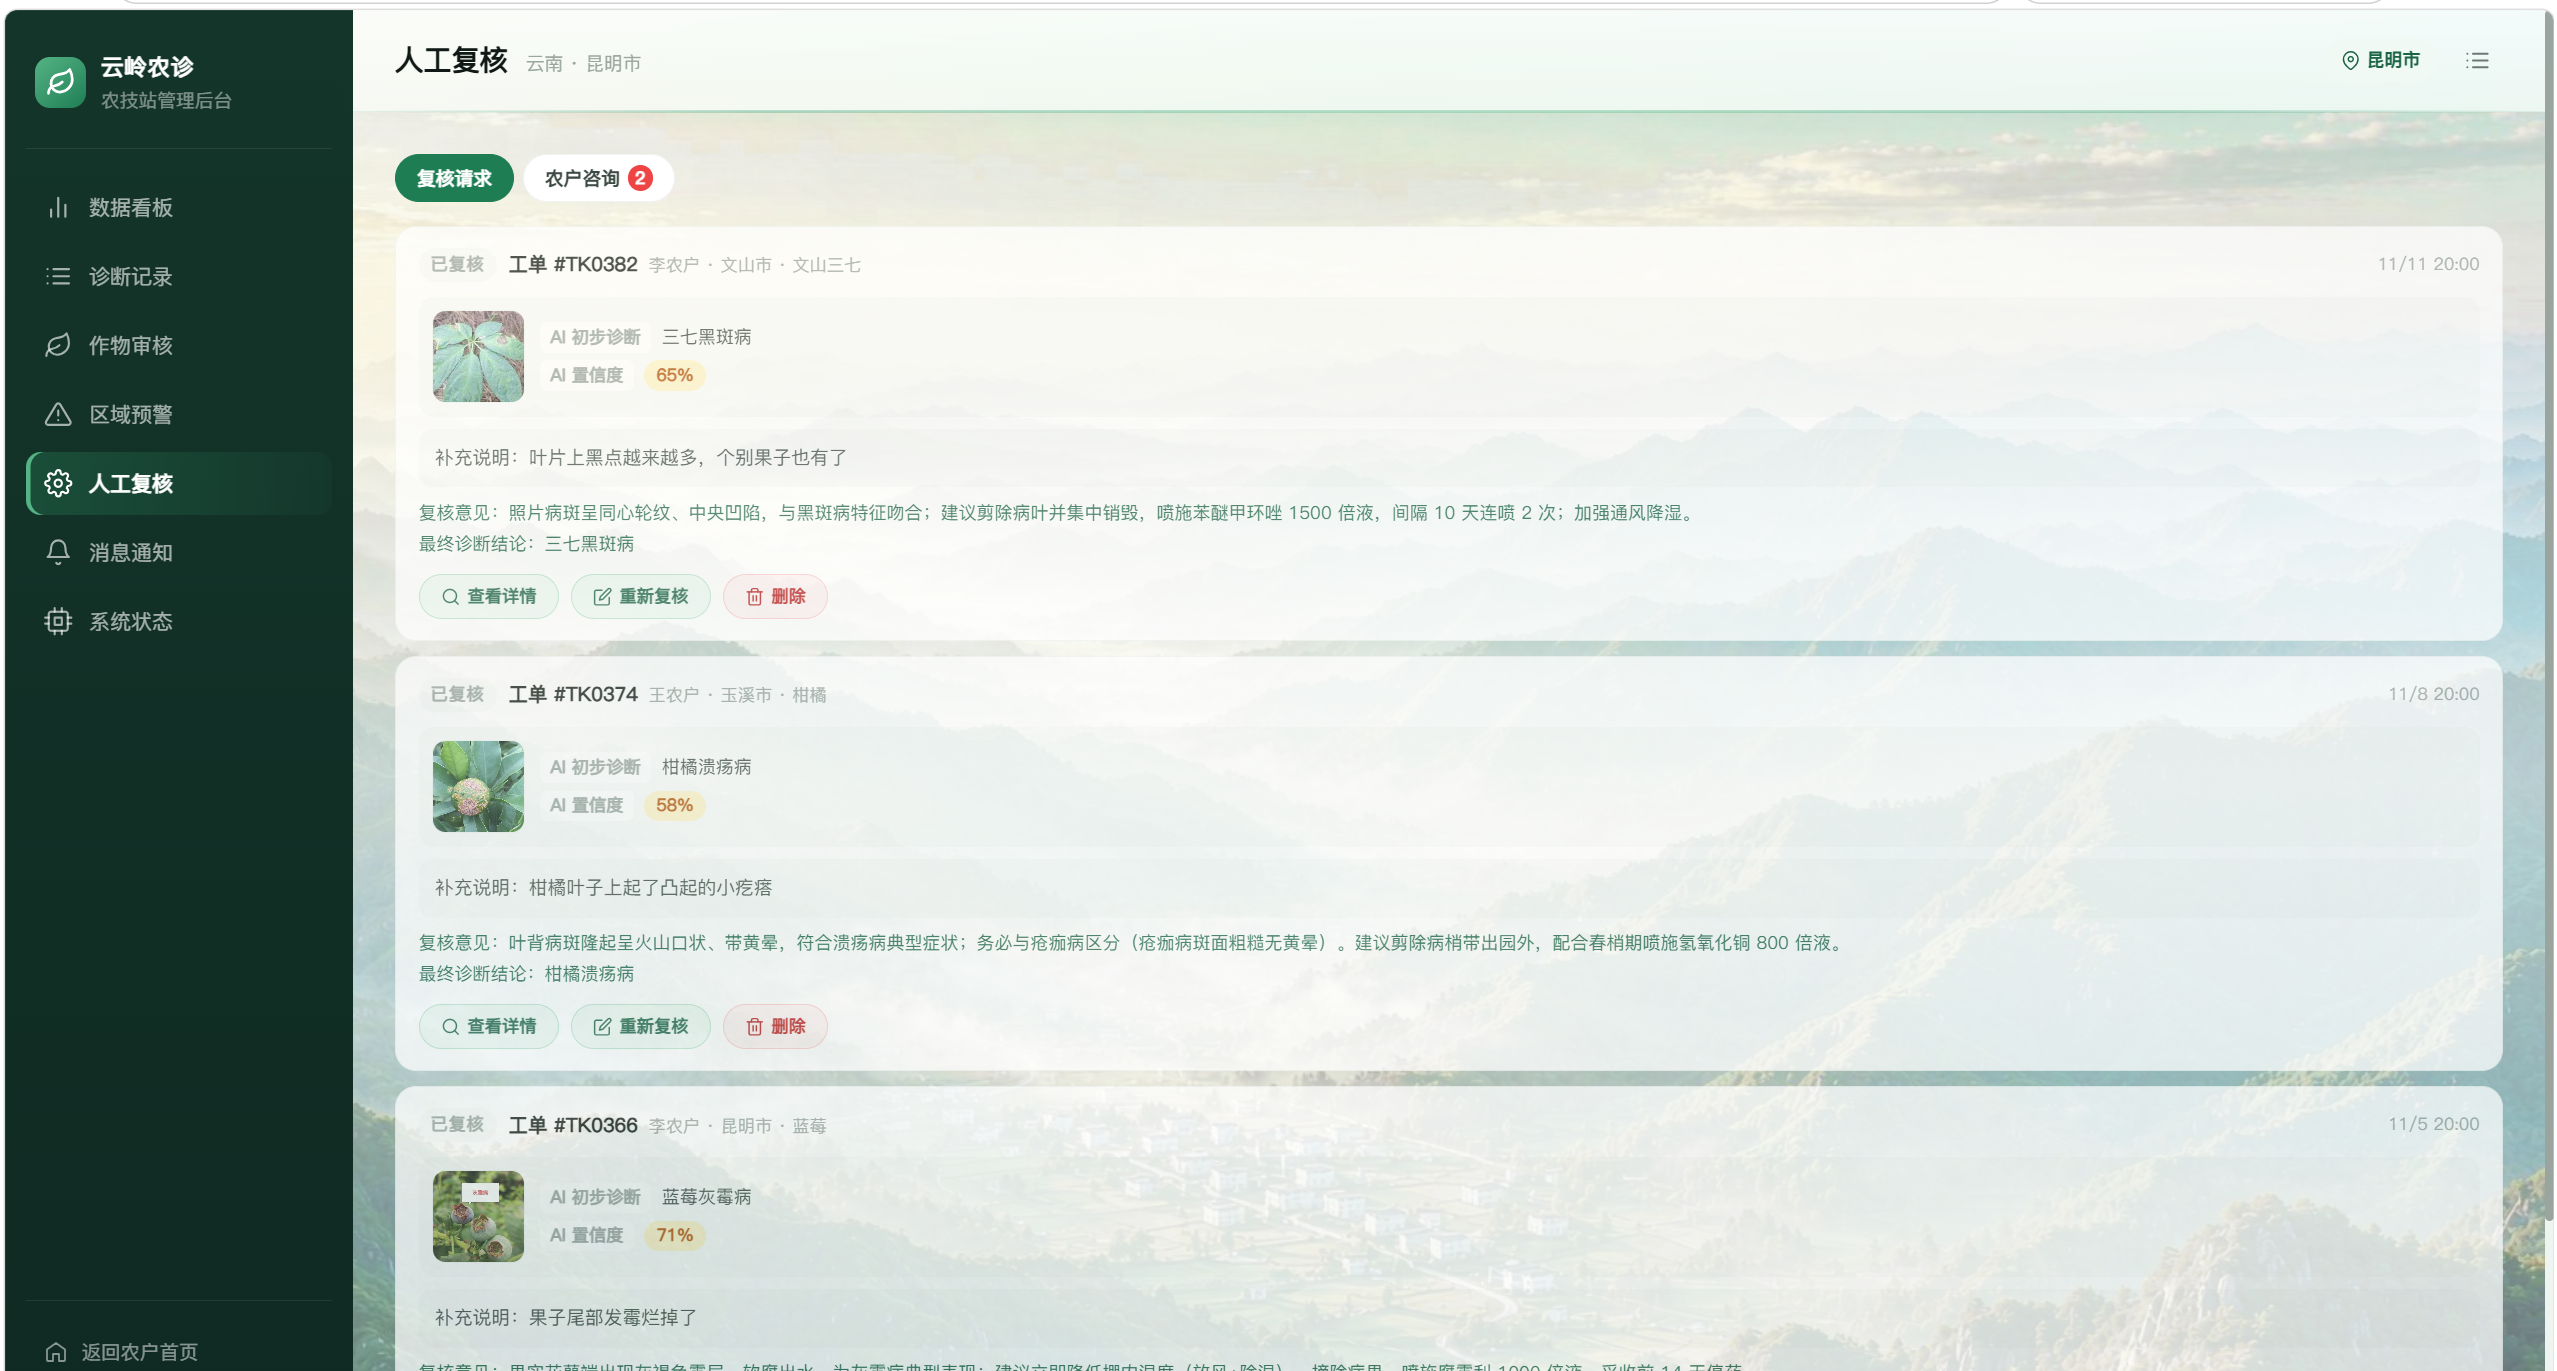 云岭农诊
农技站管理后台
数据看板
诊断记录
作物审核
区域预警
人工复核
消息通知
系统状态
返回农户首页
人工复核 云南 · 昆明市
昆明市
复核请求 农户咨询 2
已复核 工单 #TK0382 李农户 · 文山市 · 文山三七 11/11 20:00
AI 初步诊断 三七黑斑病
AI 置信度 65%
补充说明：叶片上黑点越来越多，个别果子也有了
复核意见：照片病斑呈同心轮纹、中央凹陷，与黑斑病特征吻合；建议剪除病叶并集中销毁，喷施苯醚甲环唑 1500 倍液，间隔 10 天连喷 2 次；加强通风降湿。
最终诊断结论：三七黑斑病
查看详情 重新复核 删除
已复核 工单 #TK0374 王农户 · 玉溪市 · 柑橘 11/8 20:00
AI 初步诊断 柑橘溃疡病
AI 置信度 58%
补充说明：柑橘叶子上起了凸起的小疙瘩
复核意见：叶背病斑隆起呈火山口状、带黄晕，符合溃疡病典型症状；务必与疮痂病区分（疮痂病斑面粗糙无黄晕）。建议剪除病梢带出园外，配合春梢期喷施氢氧化铜 800 倍液。
最终诊断结论：柑橘溃疡病
查看详情 重新复核 删除
已复核 工单 #TK0366 李农户 · 昆明市 · 蓝莓 11/5 20:00
AI 初步诊断 蓝莓灰霉病
AI 置信度 71%
补充说明：果子尾部发霉烂掉了